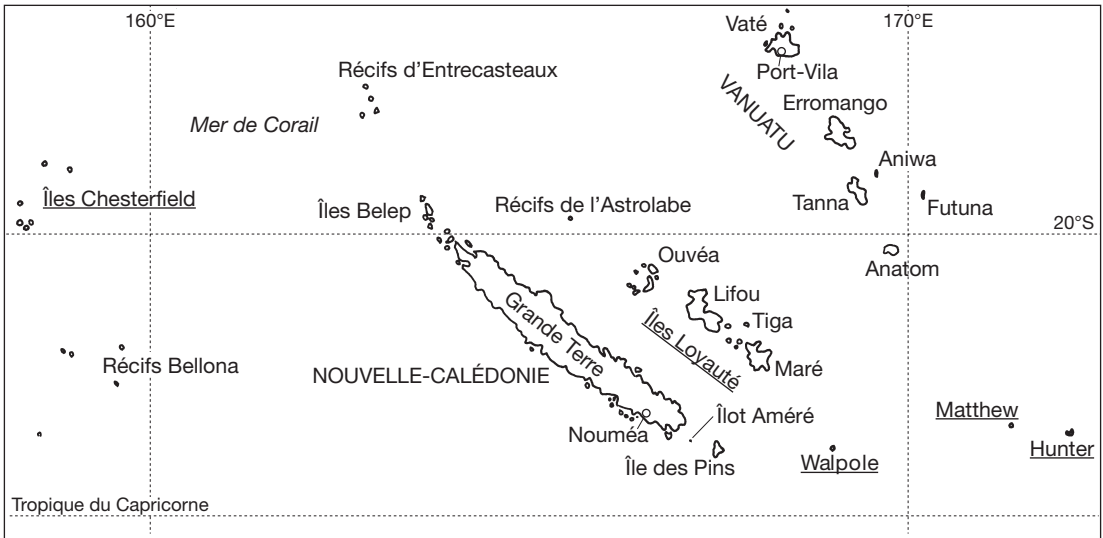 160°E
Vaté
170°E
Récifs d'Entrecasteaux
Port-Vila
VANUATU
Erromango
Mer de Corail
Aniwa
Îles Chesterfield
Îles Belep
Récifs de l'Astrolabe
Tanna
Futuna
20°S
Ouvéa
Anatom
Lifou
Grande Terre
Tiga
Îles Loyauté
Récifs Bellona
Maré
NOUVELLE-CALÉDONIE
Îlot Améré
Matthew
Nouméa
Hunter
Île des Pins
Walpole
Tropique du Capricorne